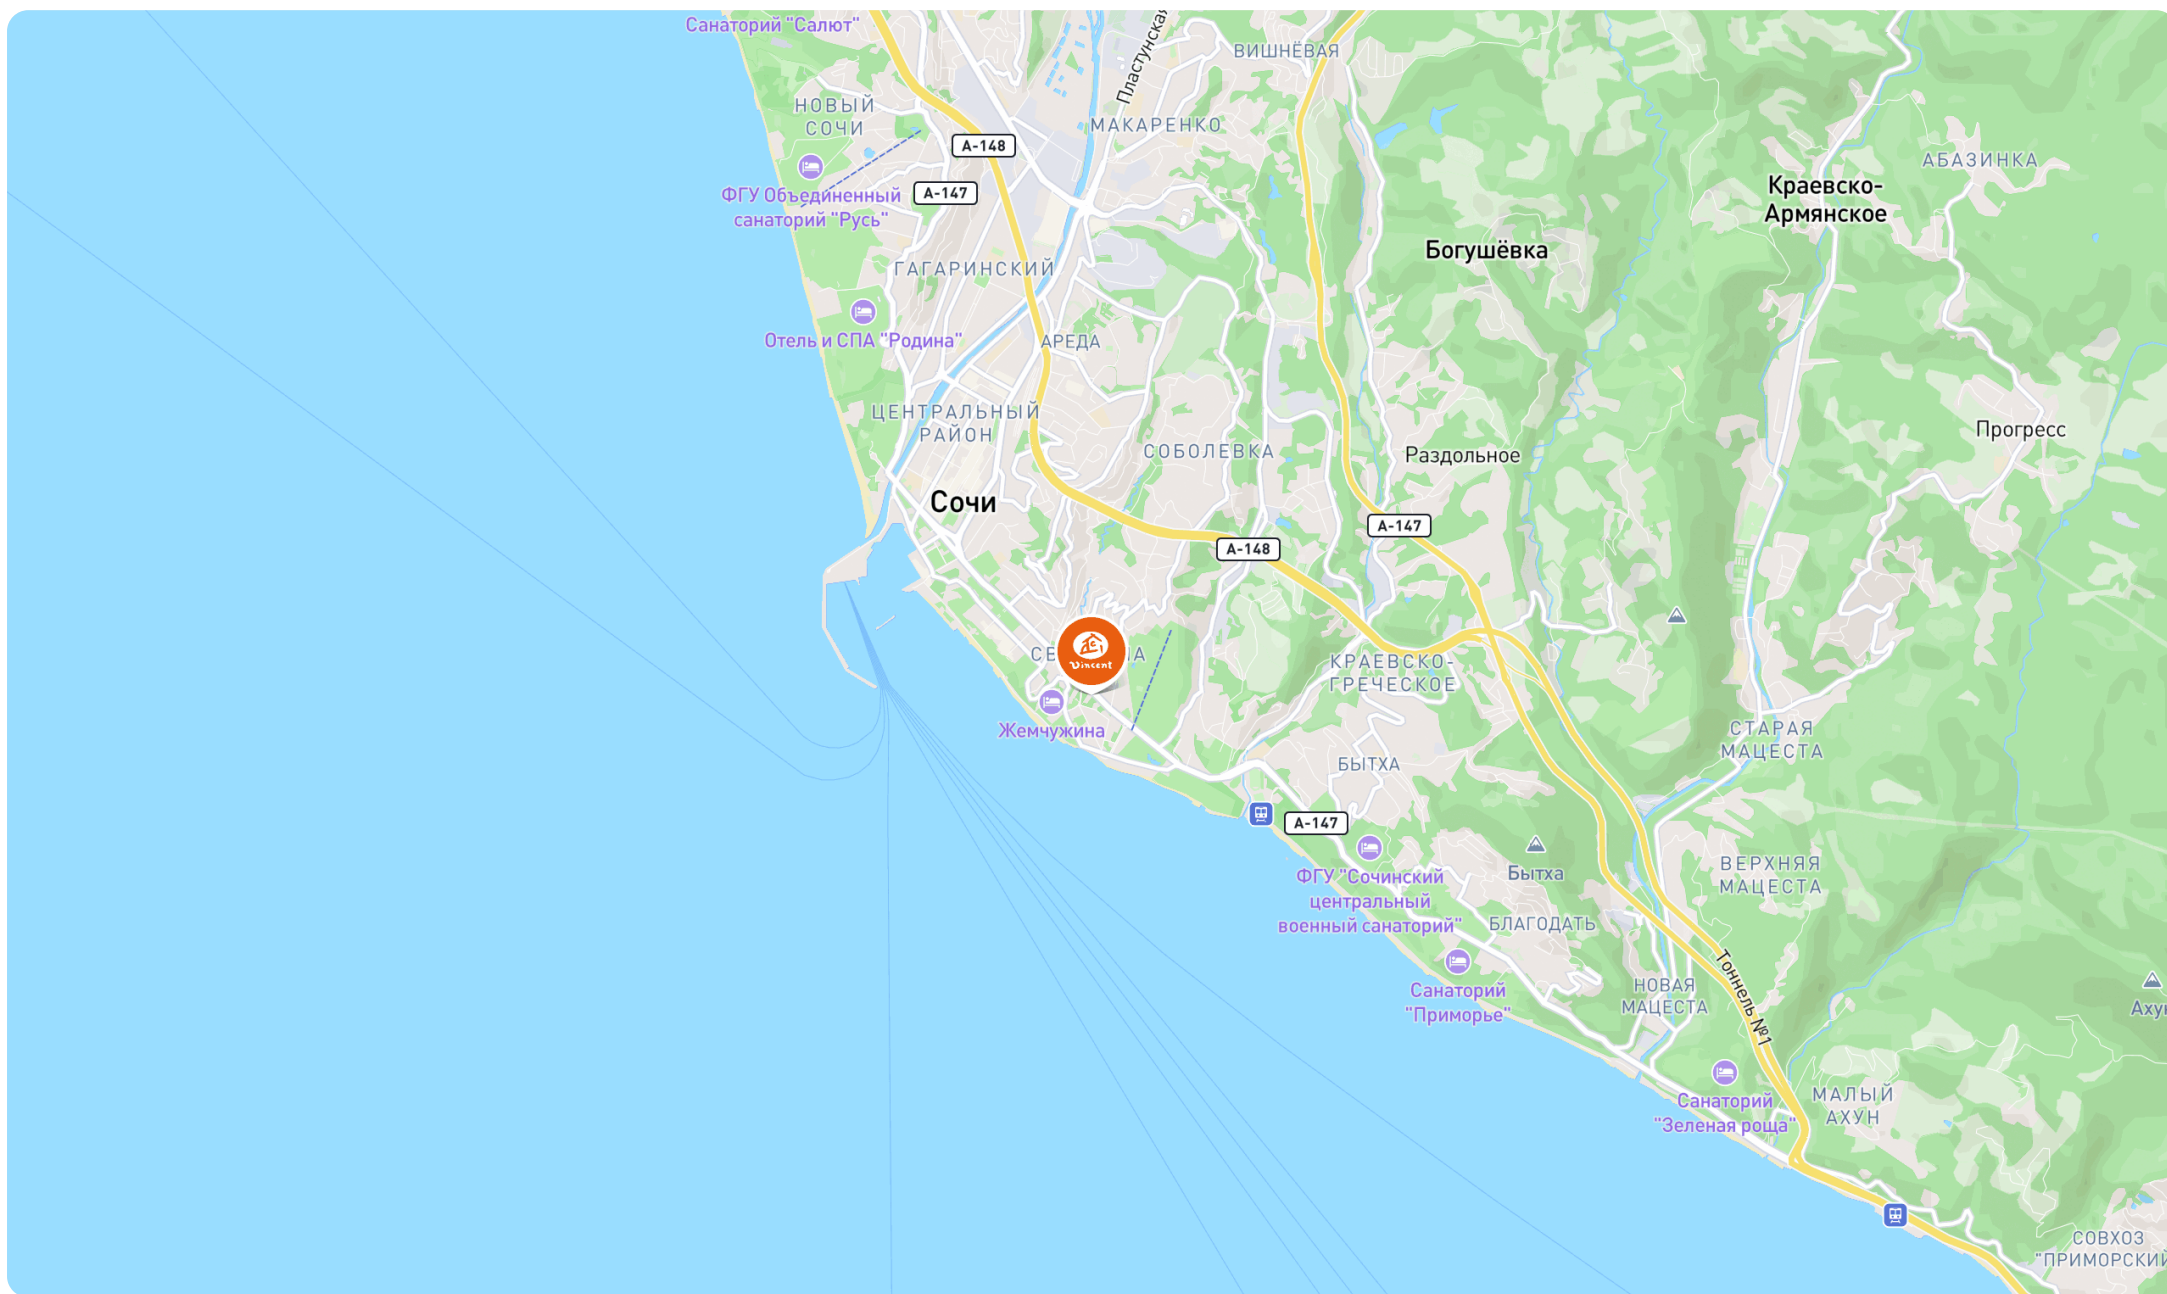 Санаторий "Салют"
Пластунская
ВИШНЁВАЯ
НОВЫЙ
СОЧИ
МАКАРЕНКО
А-148
АБАЗИНКА
ФГУ Объединенный
санаторий "Русь"
А-147
Краевско-
Армянское
Богушёвка
ГАГАРИНСКИЙ
Отель и СПА "Родина"
АРЕДА
ЦЕНТРАЛЬНЫЙ
РАЙОН
СОБОЛЕВКА
Раздольное
Прогресс
Сочи
А-147
А-148
Vincent
КРАЕВСКО-
ГРЕЧЕСКОЕ
Жемчужина
СТАРАЯ
МАЦЕСТА
БЫТХА
А-147
ФГУ "Сочинский
центральный
военный санаторий"
Бытха
ВЕРХНЯЯ
МАЦЕСТА
БЛАГОДАТЬ
Санаторий
"Приморье"
НОВАЯ
МАЦЕСТА
Тоннель №1
Санаторий
"Зеленая роща"
МАЛЫЙ
АХУН
СОВХОЗ
"ПРИМОРСКИЙ